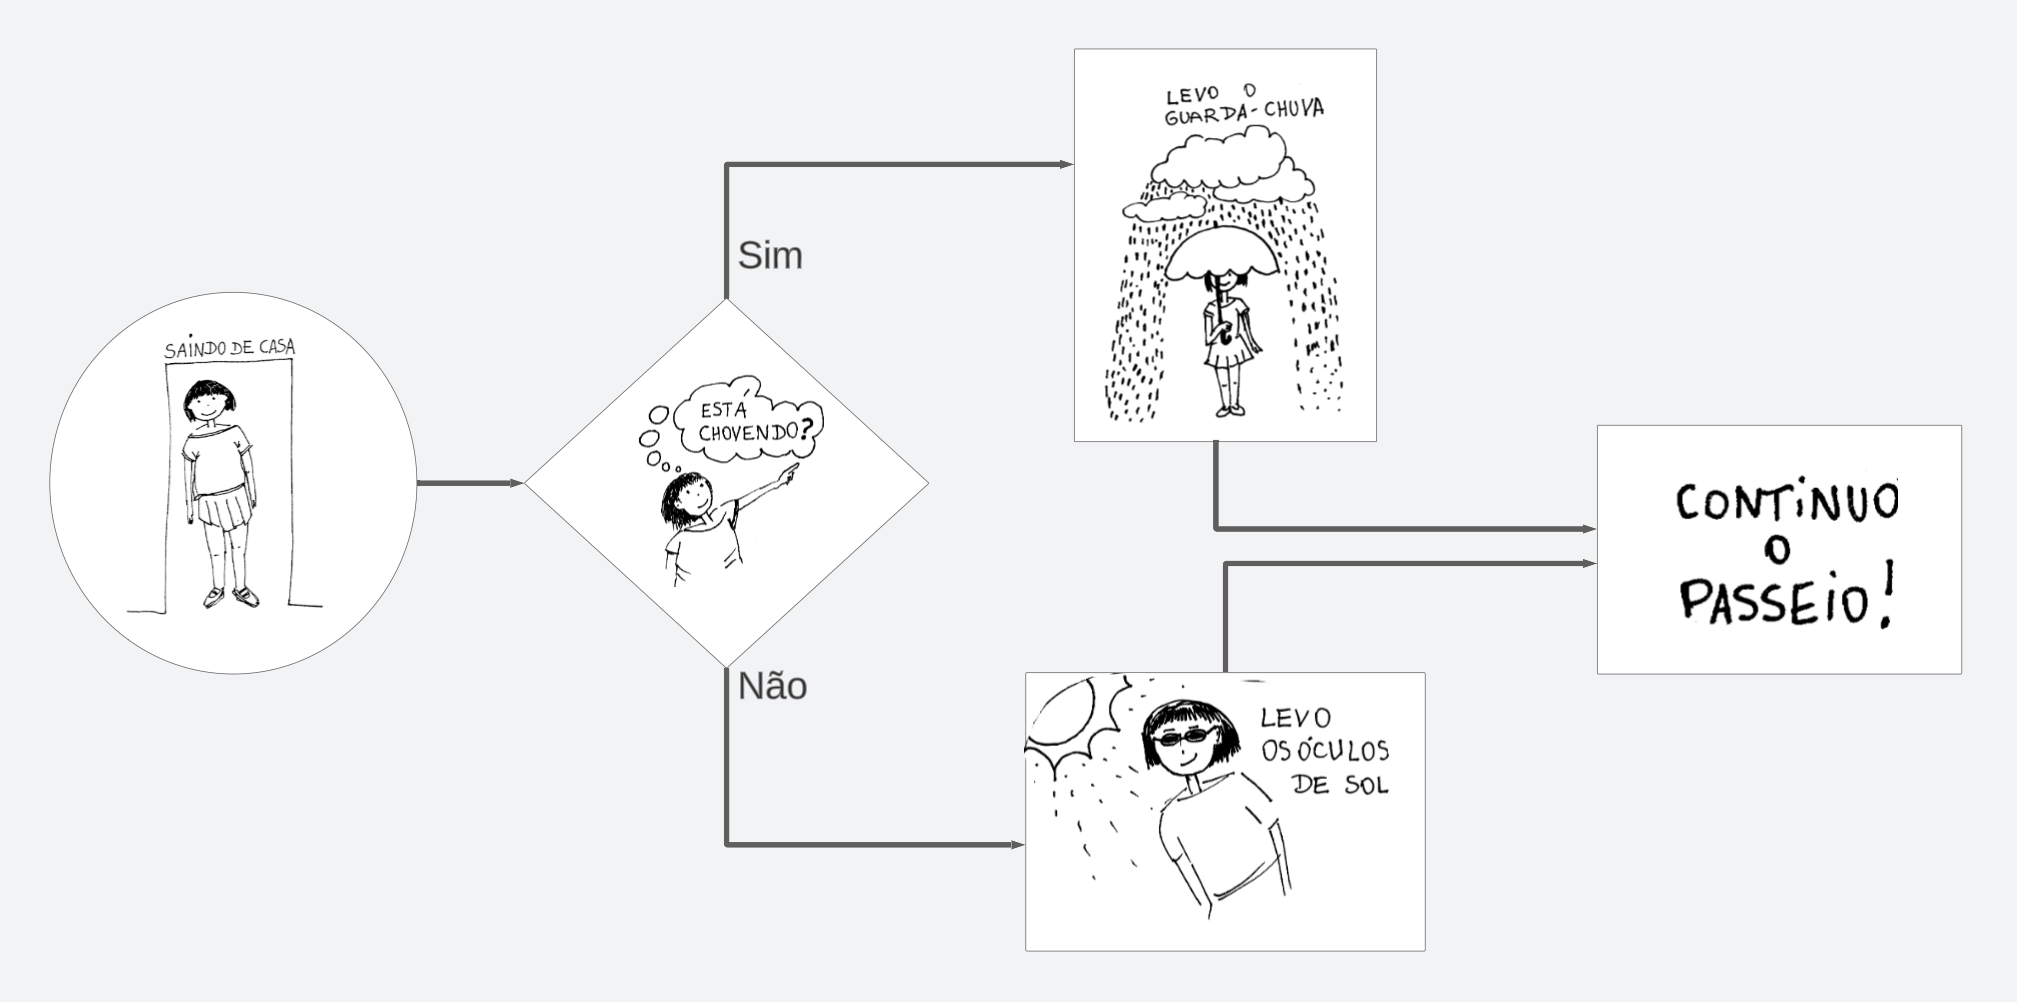 SAINDO DE CASA
Sim
ESTÁ
CHOVENDO?
Não
LEVO O
GUARDA-CHUVA
LEVO
OS ÓCULOS
DE SOL
CONTINUO
O
PASSEIO!